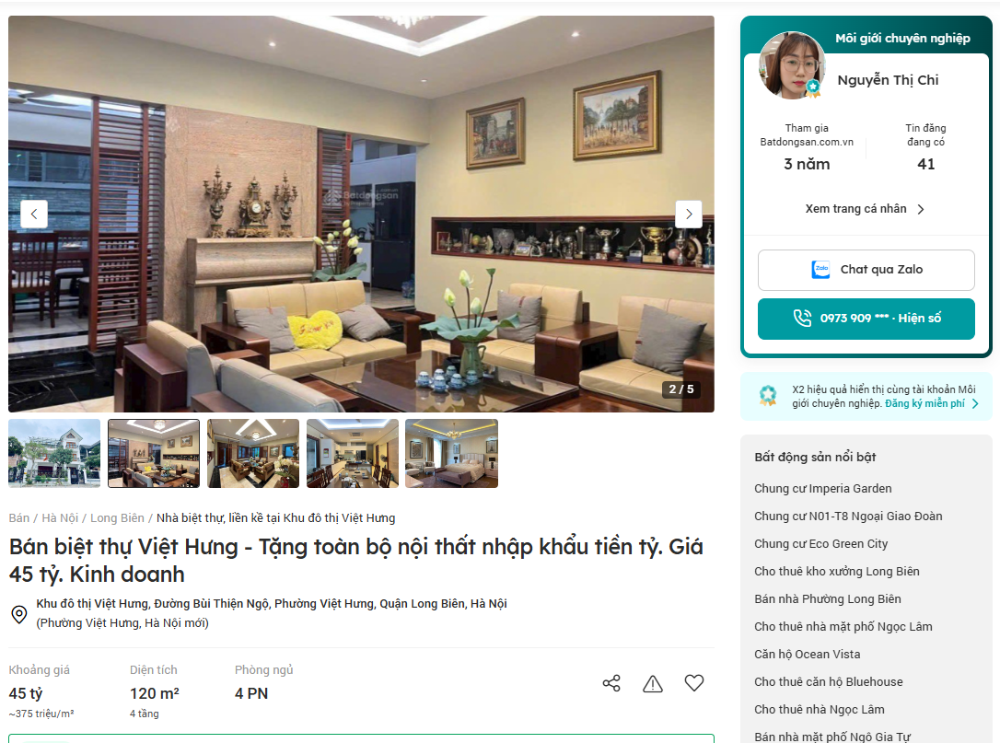 Batdongsan
2 / 5
Bán / Hà Nội / Long Biên / Nhà biệt thự, liền kề tại Khu đô thị Việt Hưng
Bán biệt thự Việt Hưng - Tặng toàn bộ nội thất nhập khẩu tiền tỷ. Giá
45 tỷ. Kinh doanh
Khu đô thị Việt Hưng, Đường Bùi Thiện Ngộ, Phường Việt Hưng, Quận Long Biên, Hà Nội
(Phường Việt Hưng, Hà Nội mới)
Khoảng giá
45 tỷ
~375 triệu/m²
Diện tích
120 m²
4 tầng
Phòng ngủ
4 PN
Môi giới chuyên nghiệp
Nguyễn Thị Chi
Tham gia
Batdongsan.com.vn
3 năm
Tin đăng
đang có
41
Xem trang cá nhân
Zalo
Chat qua Zalo
0973 909 *** · Hiện số
X2 hiệu quả hiển thị cùng tài khoản Môi
giới chuyên nghiệp. Đăng ký miễn phí
Bất động sản nổi bật
Chung cư Imperia Garden
Chung cư N01-T8 Ngoại Giao Đoàn
Chung cư Eco Green City
Cho thuê kho xưởng Long Biên
Bán nhà Phường Long Biên
Cho thuê nhà mặt phố Ngọc Lâm
Căn hộ Ocean Vista
Cho thuê căn hộ Bluehouse
Cho thuê nhà Ngọc Lâm
Bán nhà mặt phố Ngô Gia Tự